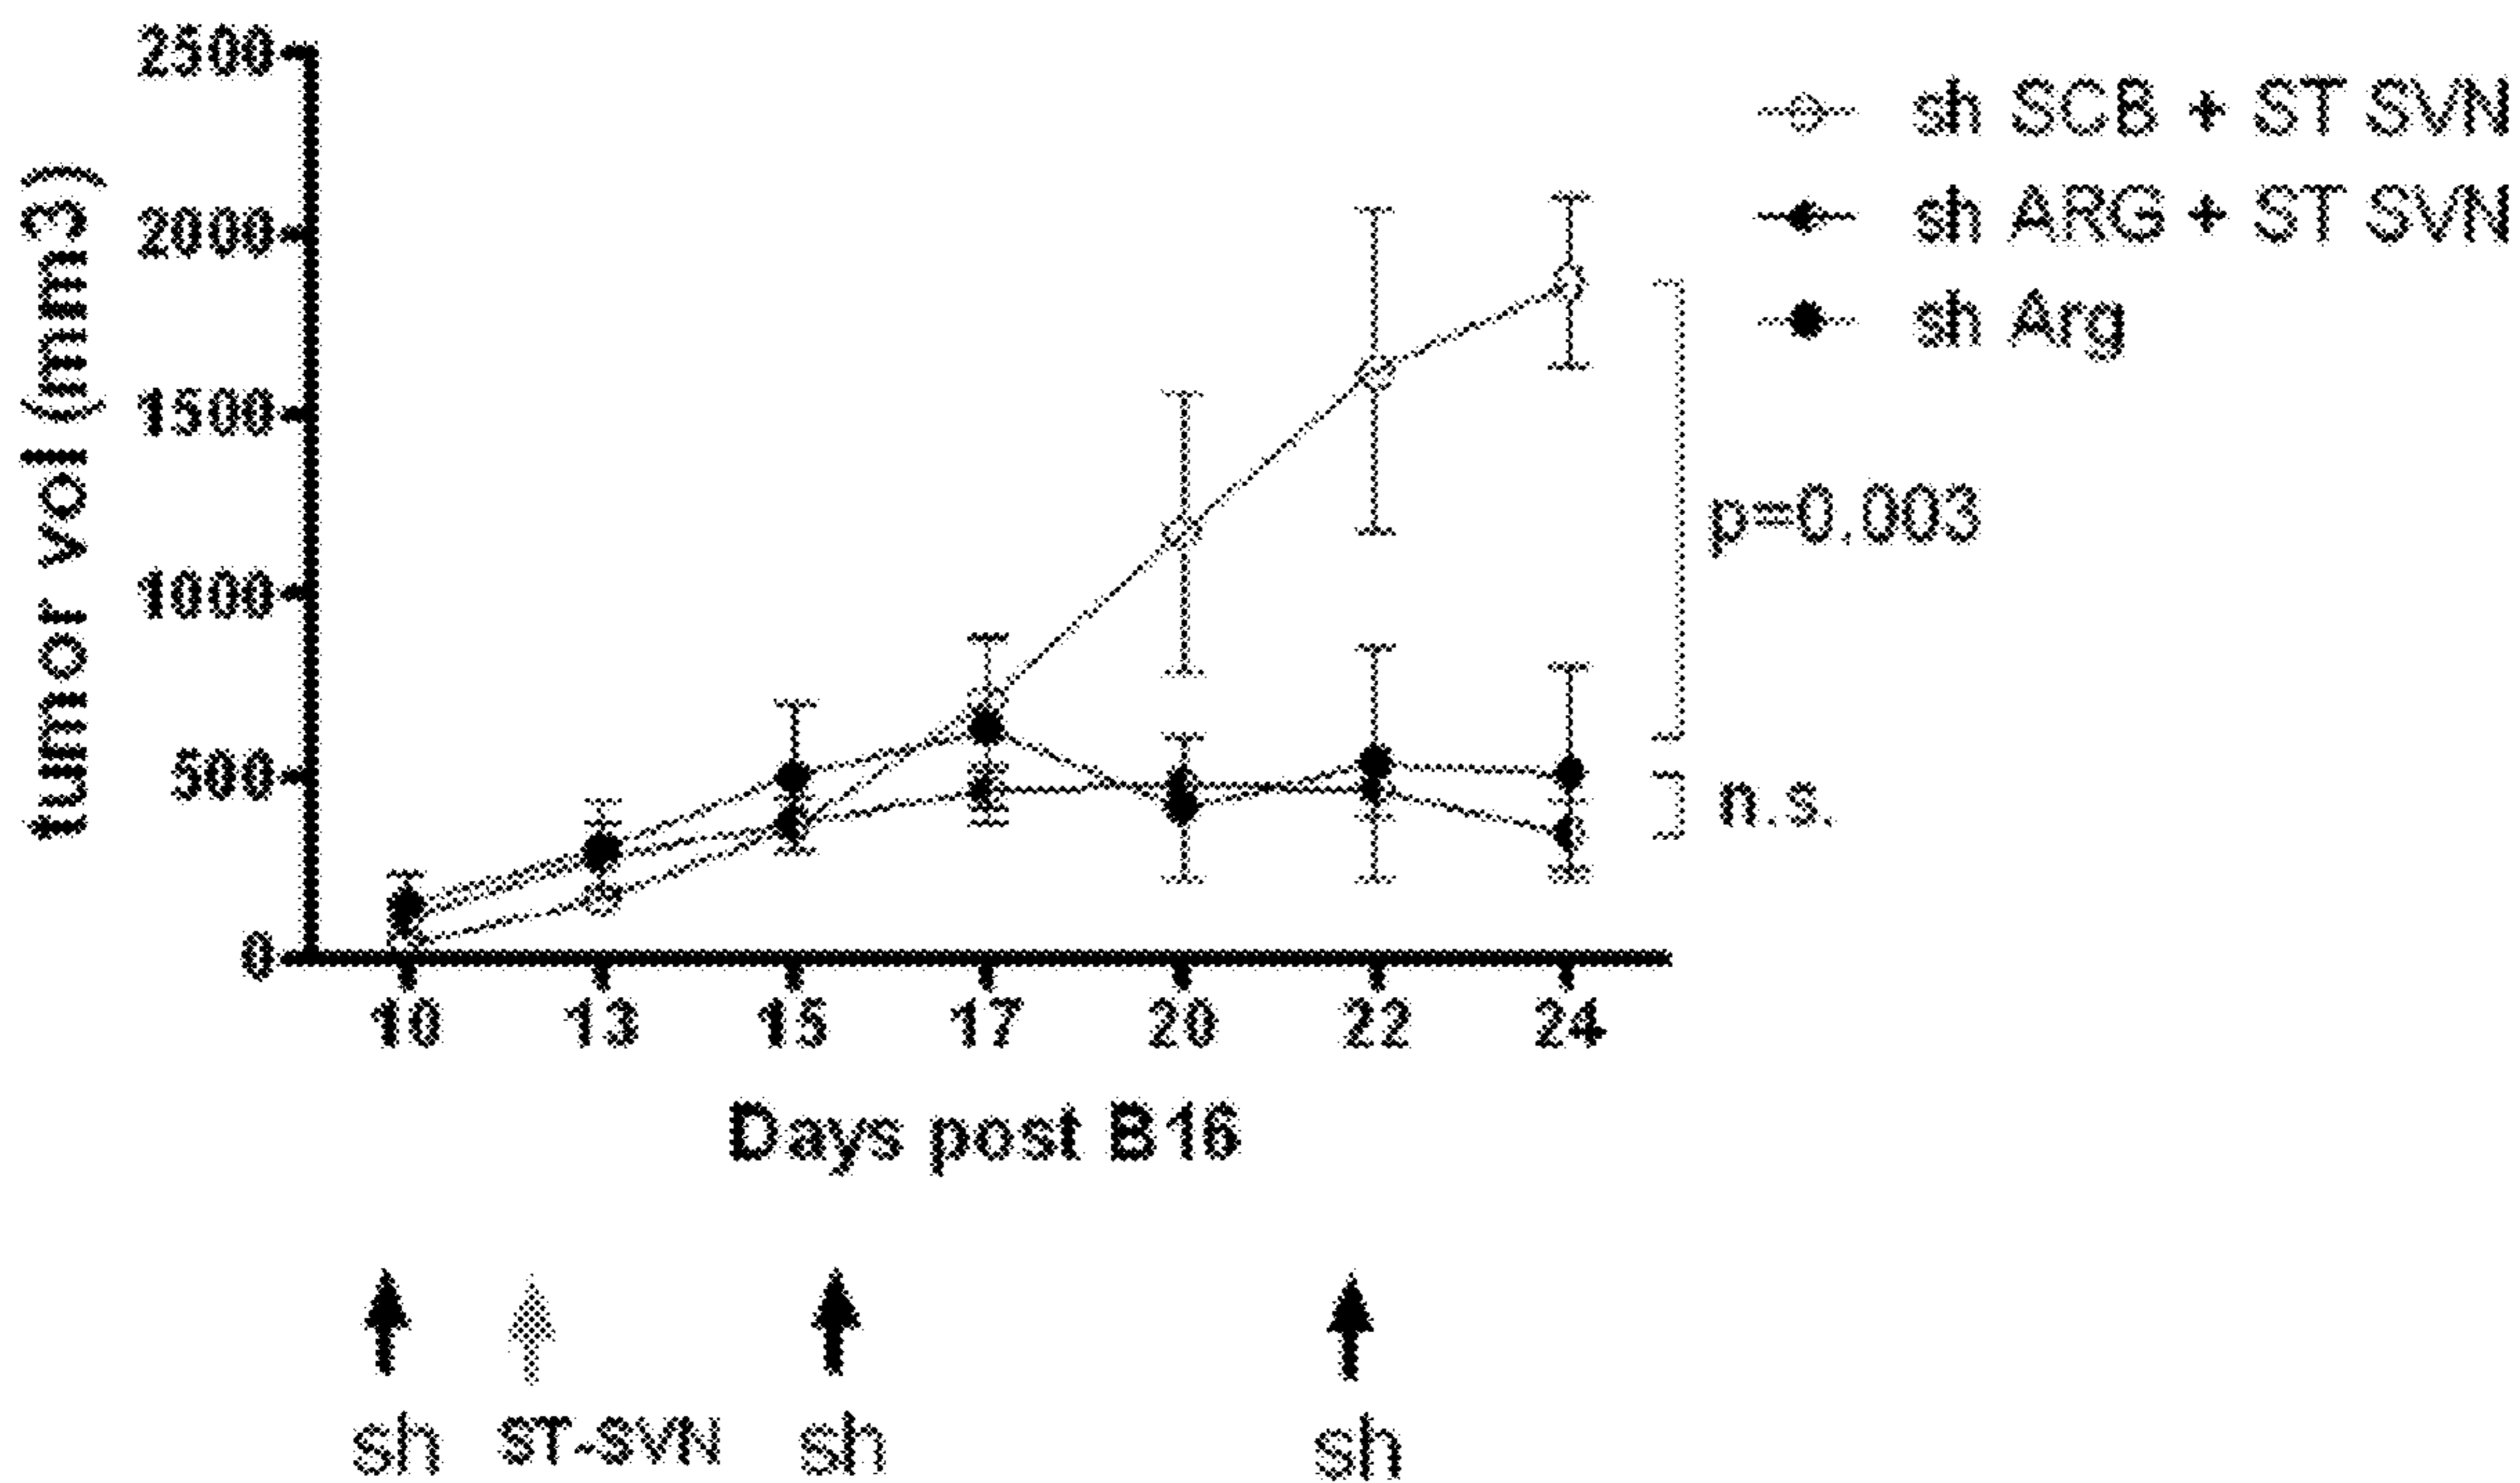 tumor vol (mm3)
2500
2000
1500
1000
500
0
10 13 15 17 20 22 24
Days post B16
sh SCB + ST SVN
sh ARG + ST SVN
sh Arg
p=0.003
n.s.
sh ST-SVN sh sh